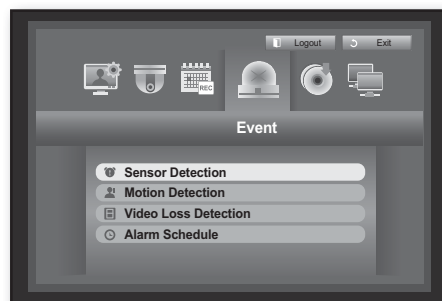 Logout Exit
REC
Event
Sensor Detection
Motion Detection
Video Loss Detection
Alarm Schedule